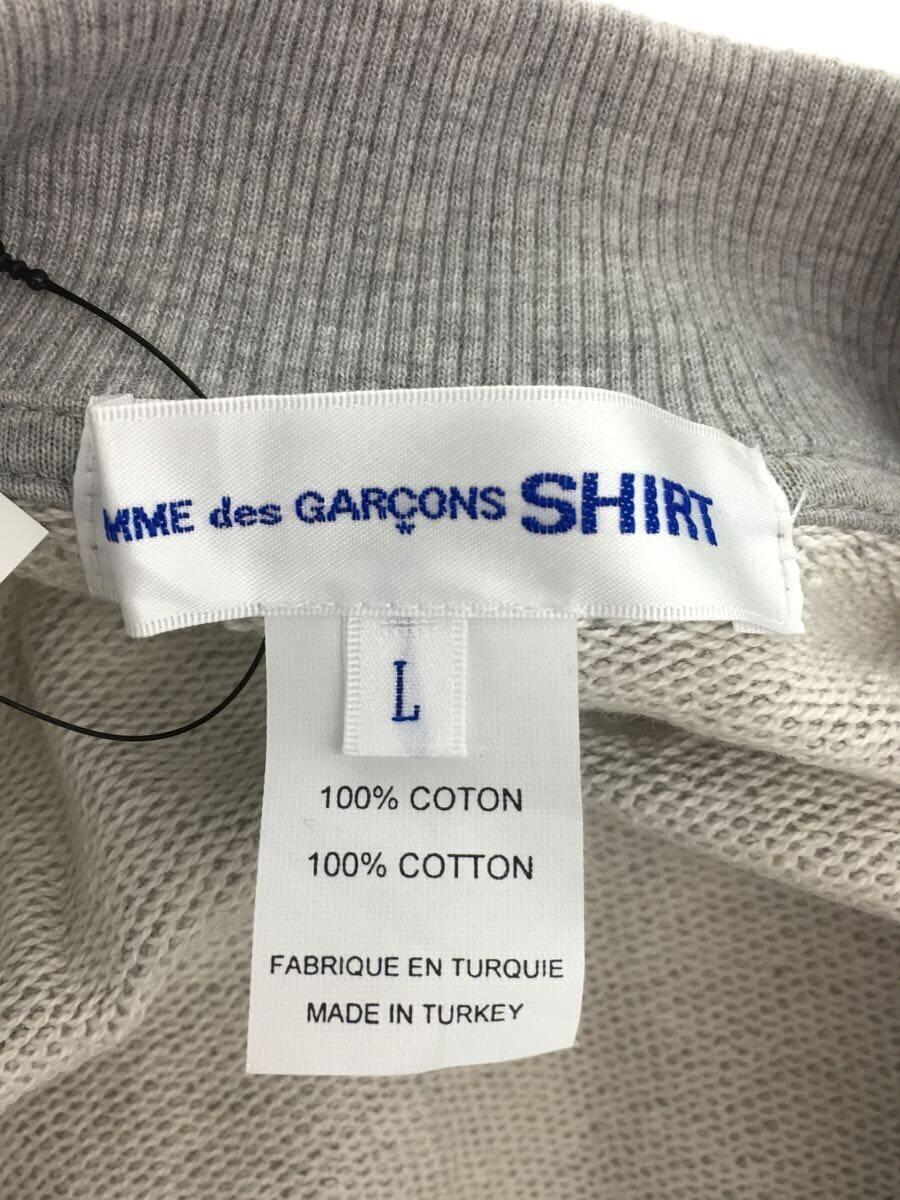 MME des GARÇONS SHIRT
L
100% COTON
100% COTTON
FABRIQUE EN TURQUIE
MADE IN TURKEY